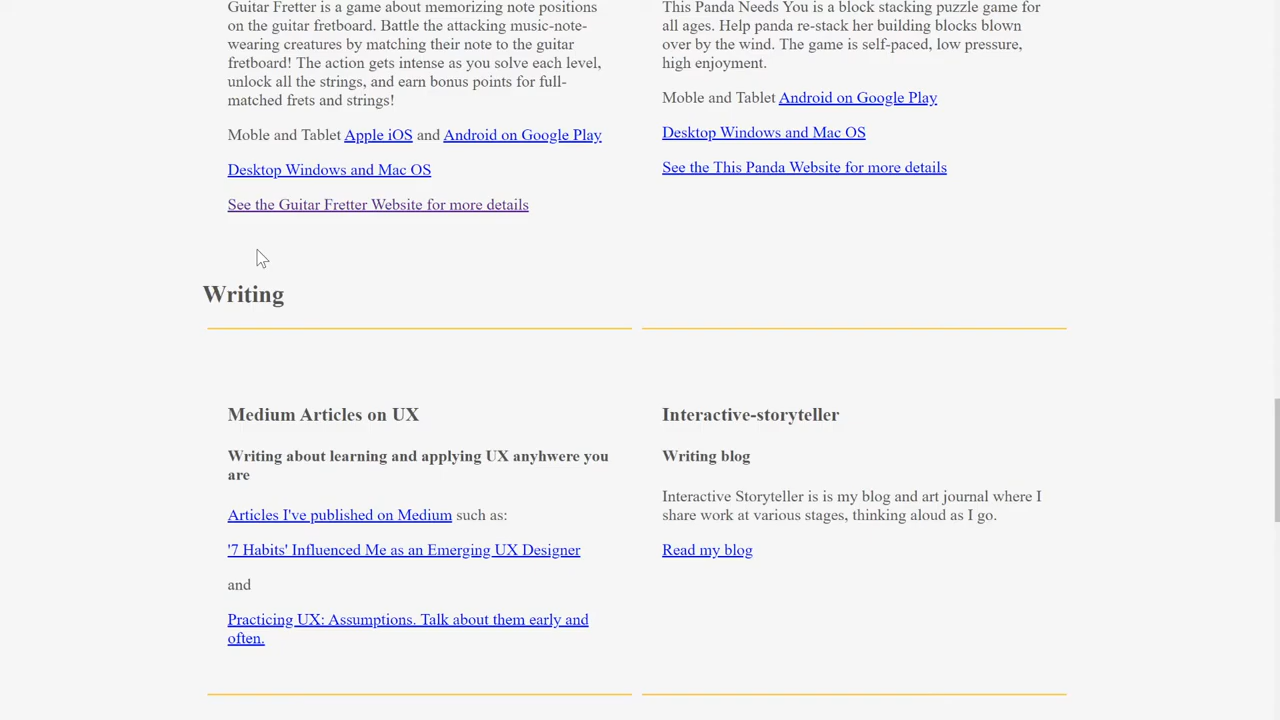 Guitar Fretter is a game about memorizing note positions
on the guitar fretboard. Battle the attacking music-note-
wearing creatures by matching their note to the guitar
fretboard! The action gets intense as you solve each level,
unlock all the strings, and earn bonus points for full-
matched frets and strings!
Moble and Tablet Apple iOS and Android on Google Play
Desktop Windows and Mac OS
See the Guitar Fretter Website for more details
This Panda Needs You is a block stacking puzzle game for
all ages. Help panda re-stack her building blocks blown
over by the wind. The game is self-paced, low pressure,
high enjoyment.
Moble and Tablet Android on Google Play
Desktop Windows and Mac OS
See the This Panda Website for more details
Writing
Medium Articles on UX
Writing about learning and applying UX anyhwere you
are
Articles I've published on Medium such as:
'7 Habits' Influenced Me as an Emerging UX Designer
and
Practicing UX: Assumptions. Talk about them early and
often.
Interactive-storyteller
Writing blog
Interactive Storyteller is is my blog and art journal where I
share work at various stages, thinking aloud as I go.
Read my blog